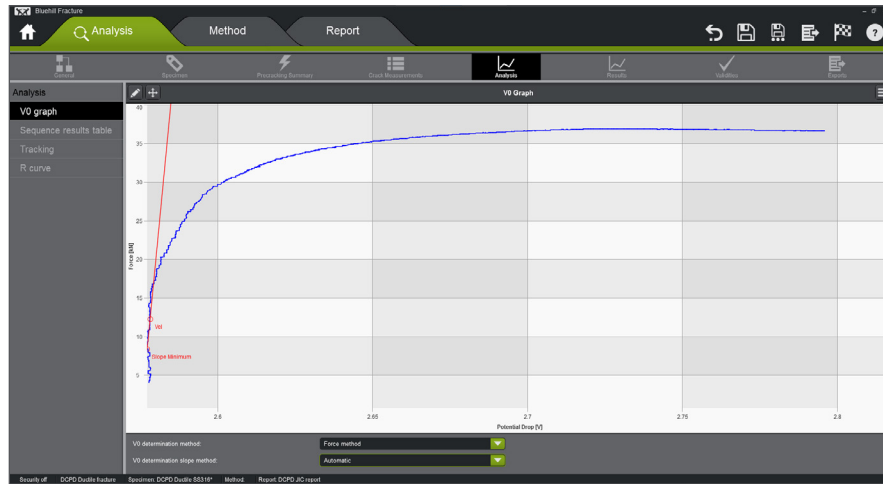 Bluehill Fracture
Analysis
Method
Report
General
Specimen
Precracking Summary
Crack Measurements
Analysis
Results
Validities
Exports
Analysis
V0 graph
Sequence results table
Tracking
R curve
V0 Graph
Force [kN]
40
35
30
25
20
15
10
5
Vol
Slope Minimum
2.6
2.65
2.7
2.75
2.8
Potential Drop [V]
V0 determination method:
Force method
V0 determination slope method:
Automatic
Security off
DCPD Ductile fracture
Specimen: DCPD Ductile SS316*
Method:
Report: DCPD JIC report